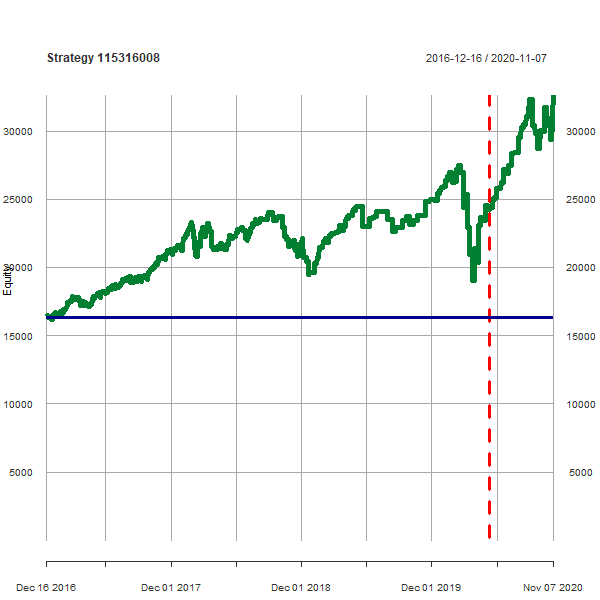 Strategy 115316008
2016-12-16 / 2020-11-07
30000
30000
25000
25000
20000
20000
Equity
15000
15000
10000
10000
5000
5000
Dec 16 2016
Dec 01 2017
Dec 01 2018
Dec 01 2019
Nov 07 2020